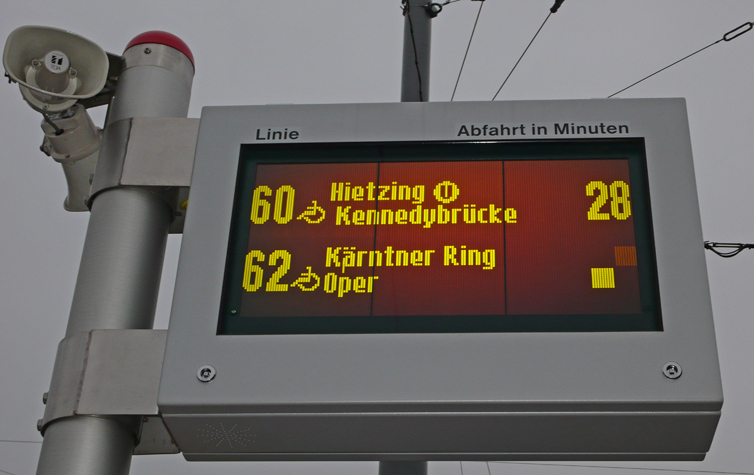 Linie Abfahrt in Minuten
60 Hietzing U 28
Kennedybrücke
62 Kärntner Ring
Oper